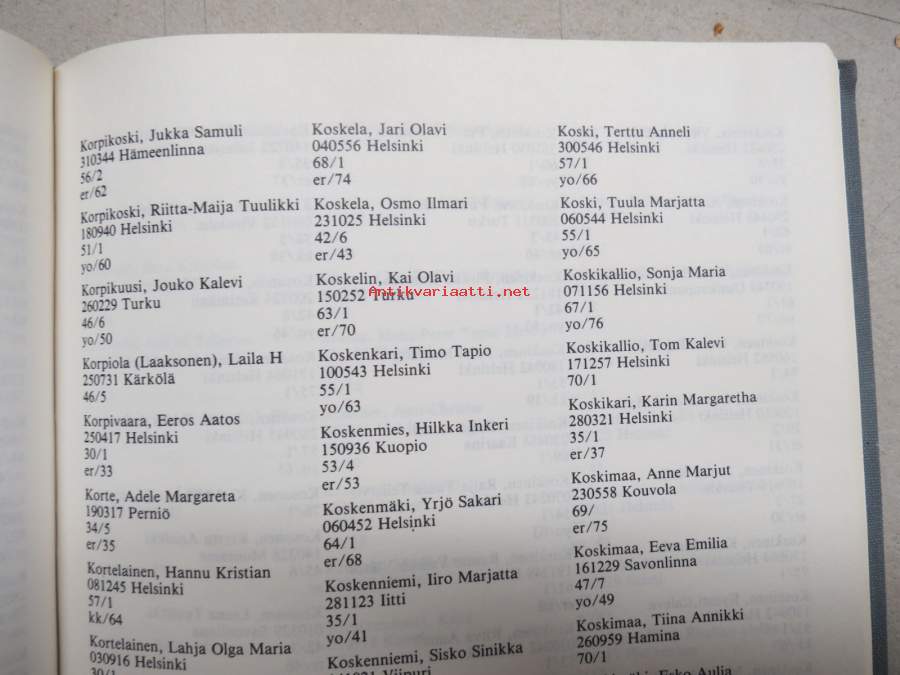 Korpikoski, Jukka Samuli
310344 Hämeenlinna
56/2
er/62
Korpikoski, Riitta-Maija Tuulikki
180940 Helsinki
51/1
yo/60
Korpikuusi, Jouko Kalevi
260229 Turku
46/6
yo/50
Korpiola (Laaksonen), Laila H
250731 Kärkölä
46/5
Korpivaara, Eeros Aatos
250417 Helsinki
30/1
er/33
Korte, Adele Margareta
190317 Perniö
34/5
er/35
Kortelainen, Hannu Kristian
081245 Helsinki
57/1
kk/64
Kortelainen, Lahja Olga Maria
030916 Helsinki
30/1
Koskela, Jari Olavi
040556 Helsinki
68/1
er/74
Koskela, Osmo Ilmari
231025 Helsinki
42/6
er/43
Koskelin, Kai Olavi
150252 Turku
63/1
er/70
Koskenkari, Timo Tapio
100543 Helsinki
55/1
yo/63
Koskenmies, Hilkka Inkeri
150936 Kuopio
53/4
er/53
Koskenmäki, Yrjö Sakari
060452 Helsinki
64/1
er/68
Koskenniemi, Iiro Marjatta
281123 Iitti
35/1
yo/41
Koskenniemi, Sisko Sinikka
Viipuri
Koski, Terttu Anneli
300546 Helsinki
57/1
yo/66
Koski, Tuula Marjatta
060544 Helsinki
55/1
yo/65
Koskikallio, Sonja Maria
071156 Helsinki
67/1
yo/76
Koskikallio, Tom Kalevi
171257 Helsinki
70/1
Koskikari, Karin Margaretha
280321 Helsinki
35/1
er/37
Koskimaa, Anne Marjut
230558 Kouvola
69/
er/75
Koskimaa, Eeva Emilia
161229 Savonlinna
47/7
yo/49
Koskimaa, Tiina Annikki
260959 Hamina
70/1
Esko Aulia
Antikvariaatti.net